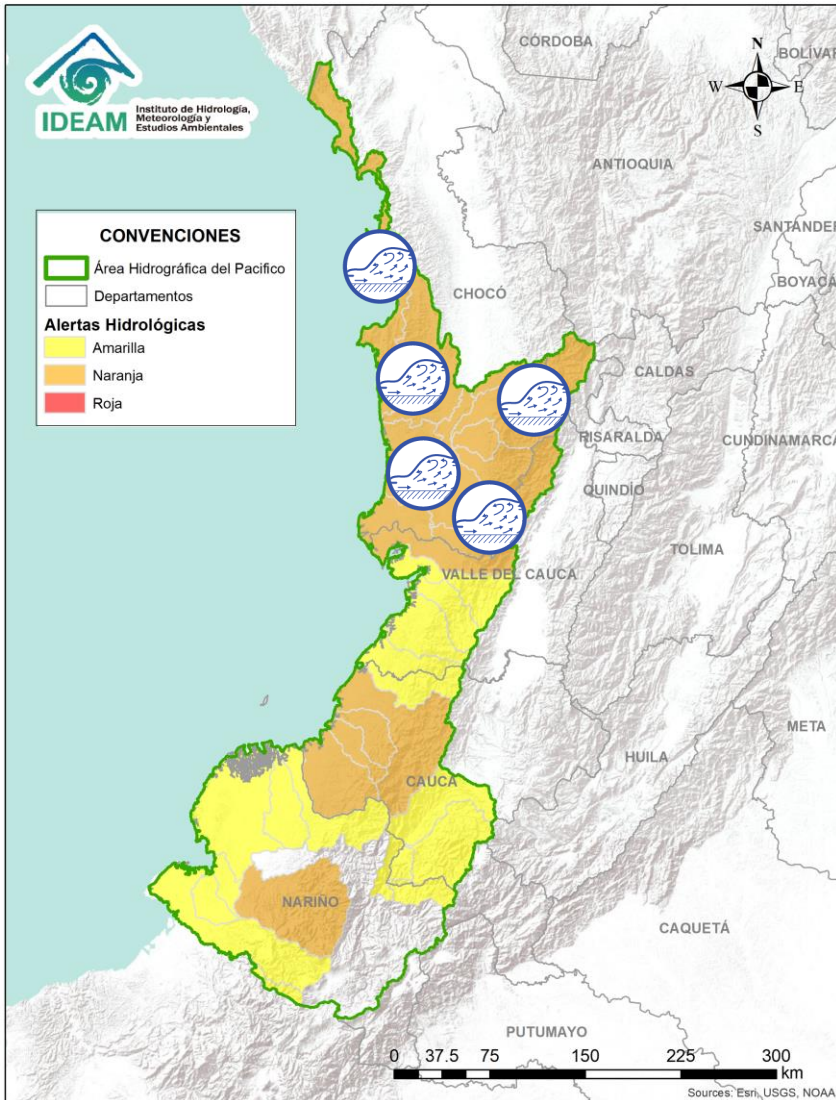 IDEAM
Instituto de Hidrología,
Meteorología y
Estudios Ambientales
CÓRDOBA
BOLÍVAR
N
W
E
S
ANTIOQUIA
SANTANDER
BOYACÁ
CONVENCIONES
Área Hidrográfica del Pacifico
Departamentos
Alertas Hidrológicas
Amarilla
Naranja
Roja
CHOCÓ
CALDAS
RISARALDA
CUNDINAMARCA
QUINDÍO
TOLIMA
VALLE DEL CAUCA
META
HUILA
CAUCA
NARIÑO
CAQUETÁ
PUTUMAYO
0 37.5 75 150 225 300
km
Sources: Esri, USGS, NOAA